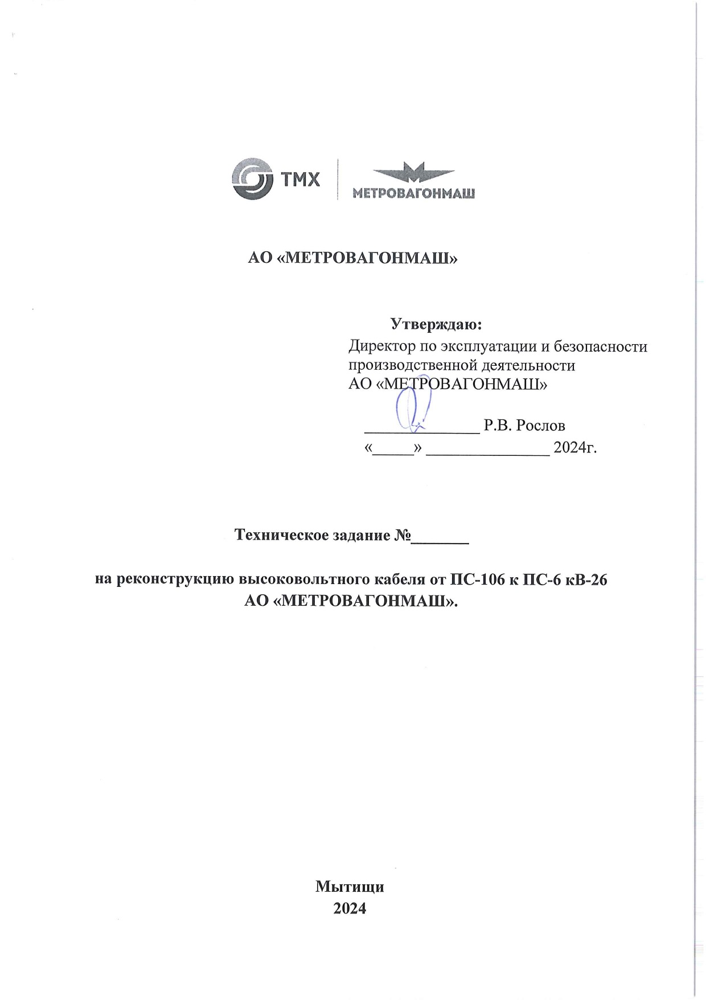 ТМХ
МЕТРОВАГОНМАШ
АО «МЕТРОВАГОНМАШ»
Утверждаю:
Директор по эксплуатации и безопасности
производственной деятельности
АО «МЕТРОВАГОНМАШ»
______________ Р.В. Рослов
«_____» _______________ 2024г.
Техническое задание №_______
на реконструкцию высоковольтного кабеля от ПС-106 к ПС-6 кВ-26
АО «МЕТРОВАГОНМАШ».
Мытищи
2024